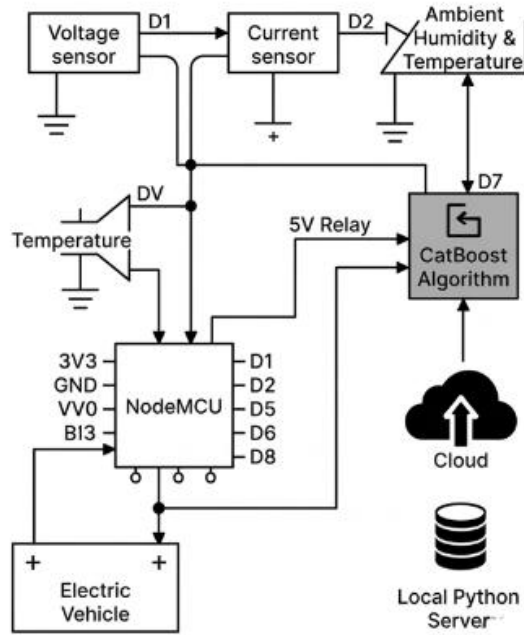 Voltage
sensor
D1
Current
sensor
D2
Ambient
Humidity &
Temperature
+
D7
DV
Temperature
5V Relay
CatBoost
Algorithm
3V3
GND
VV0
BI3
NodeMCU
D1
D2
D5
D6
D8
Cloud
+ +
Electric
Vehicle
Local Python
Server